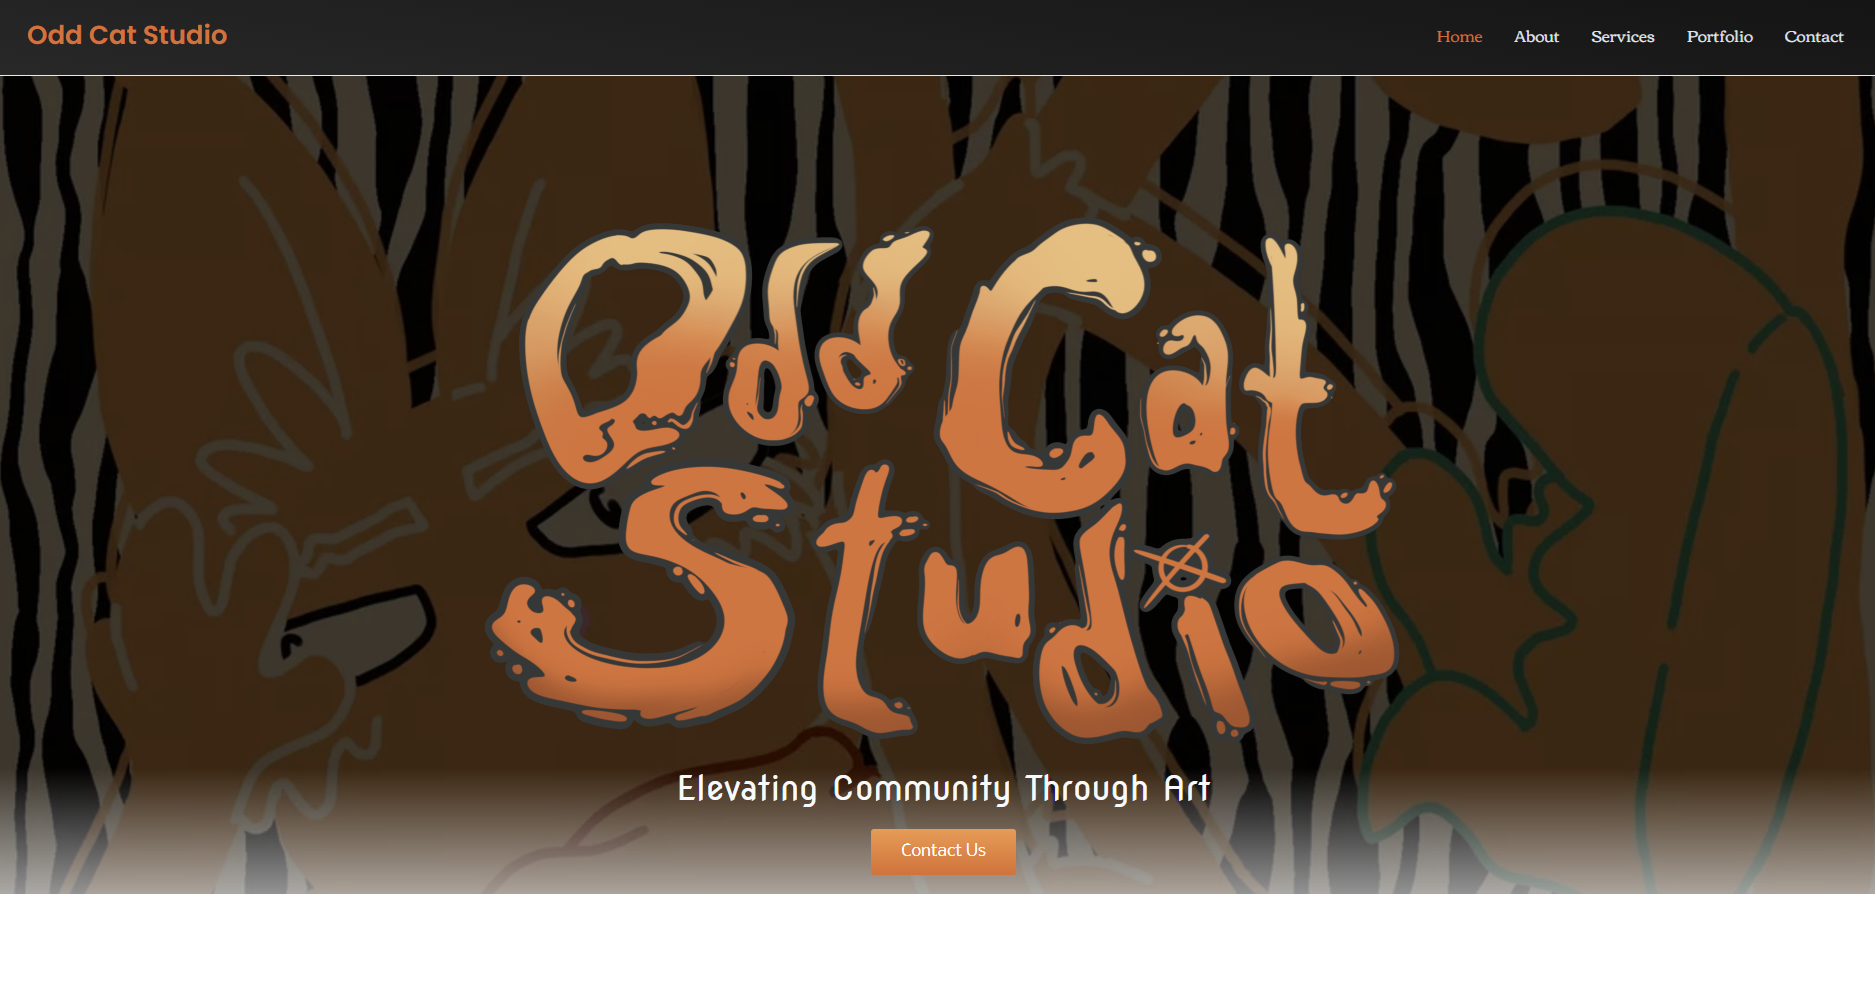 Odd Cat Studio
Home About Services Portfolio Contact
Odd Cat
Studio
Elevating Community Through Art
Contact Us